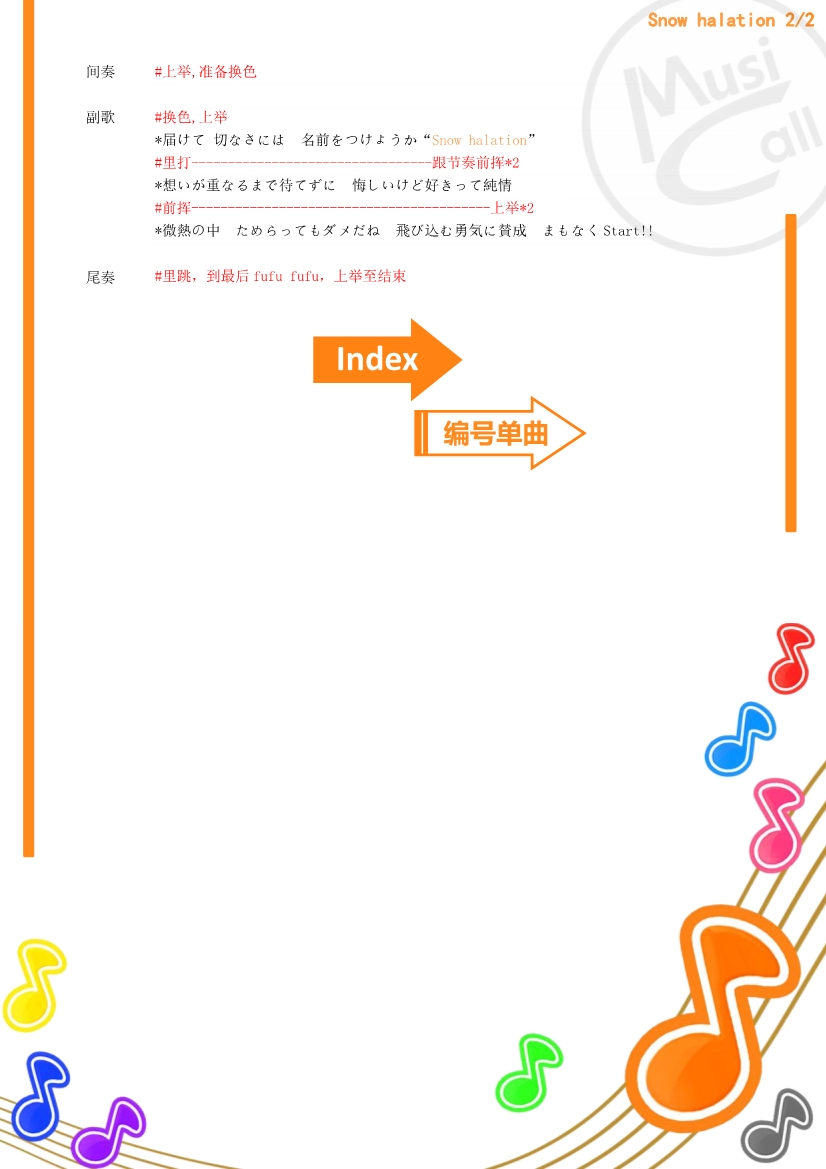 Snow halation 2/2
Musi Call
间奏 #上举,准备换色
副歌 #换色,上举
*届けて 切なさには　名前をつけようか“Snow halation”
#里打---------------------------------跟节奏前挥*2
*想いが重なるまで待てずに　悔しいけど好きって純情
#前挥-----------------------------------------上举*2
*微熱の中　ためらってもダメだね　飛び込む勇気に賛成　まもなくStart!!
尾奏 #里跳，到最后 fufu fufu，上举至结束
Index
编号单曲